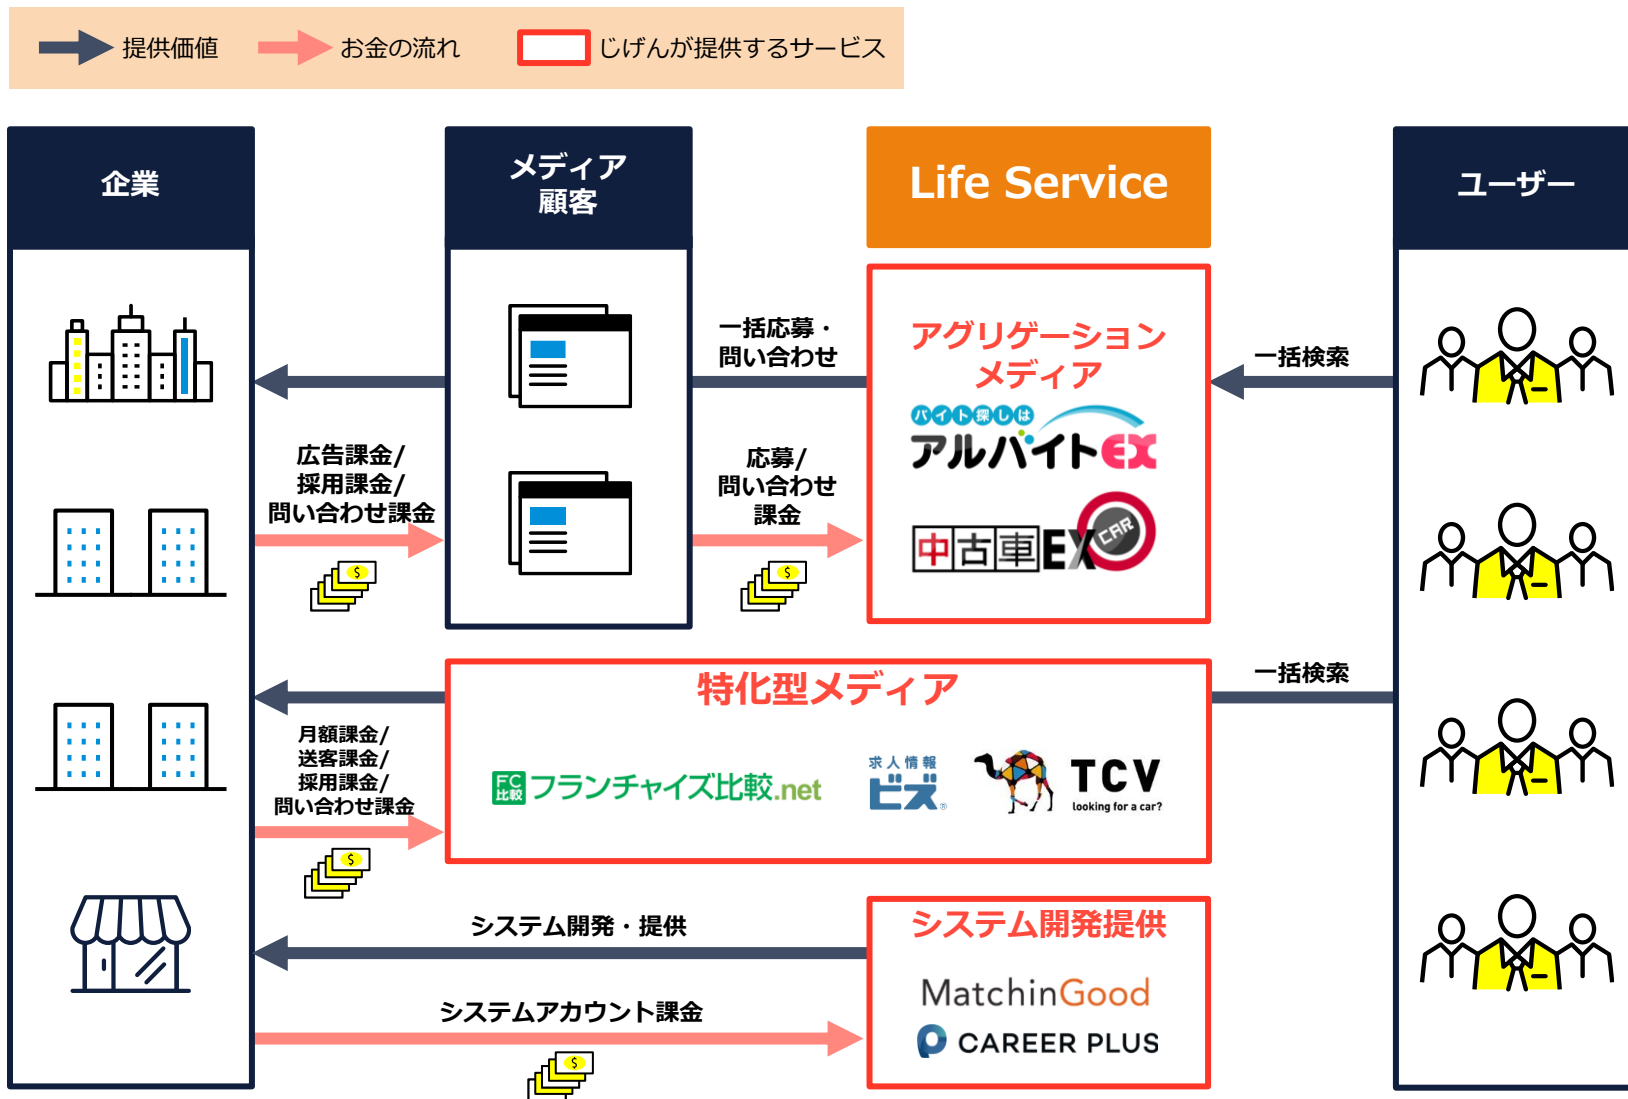 提供価値
お金の流れ
じげんが提供するサービス
企業
メディア
顧客
Life Service
ユーザー
一括応募・
問い合わせ
アグリゲーション
メディア
一括検索
バイト探しは
アルバイトEX
広告課金/
採用課金/
問い合わせ課金
応募/
問い合わせ
課金
中古車EX
CAR
$
$
特化型メディア
一括検索
月額課金/
送客課金/
採用課金/
問い合わせ課金
FC
比較
フランチャイズ比較.net
求人情報
ビズ®
TCV
looking for a car?
$
システム開発・提供
システム開発提供
MatchinGood
システムアカウント課金
CAREER PLUS
$